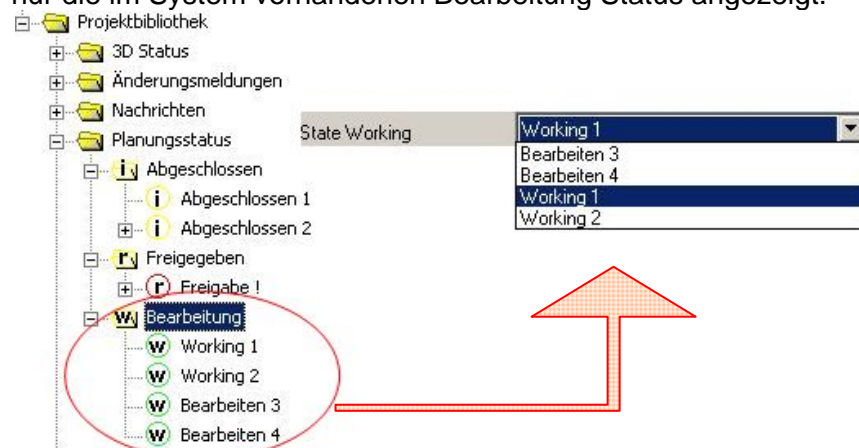 nur die im System vorhandenen Bearbeitung Status angezeigt.
Projektbibliothek
3D Status
Änderungsmeldungen
Nachrichten
Planungsstatus
i Abgeschlossen
i Abgeschlossen 1
i Abgeschlossen 2
r Freigegeben
r Freigabe !
w Bearbeitung
w Working 1
w Working 2
w Bearbeiten 3
w Bearbeiten 4
State Working
Working 1
Bearbeiten 3
Bearbeiten 4
Working 1
Working 2